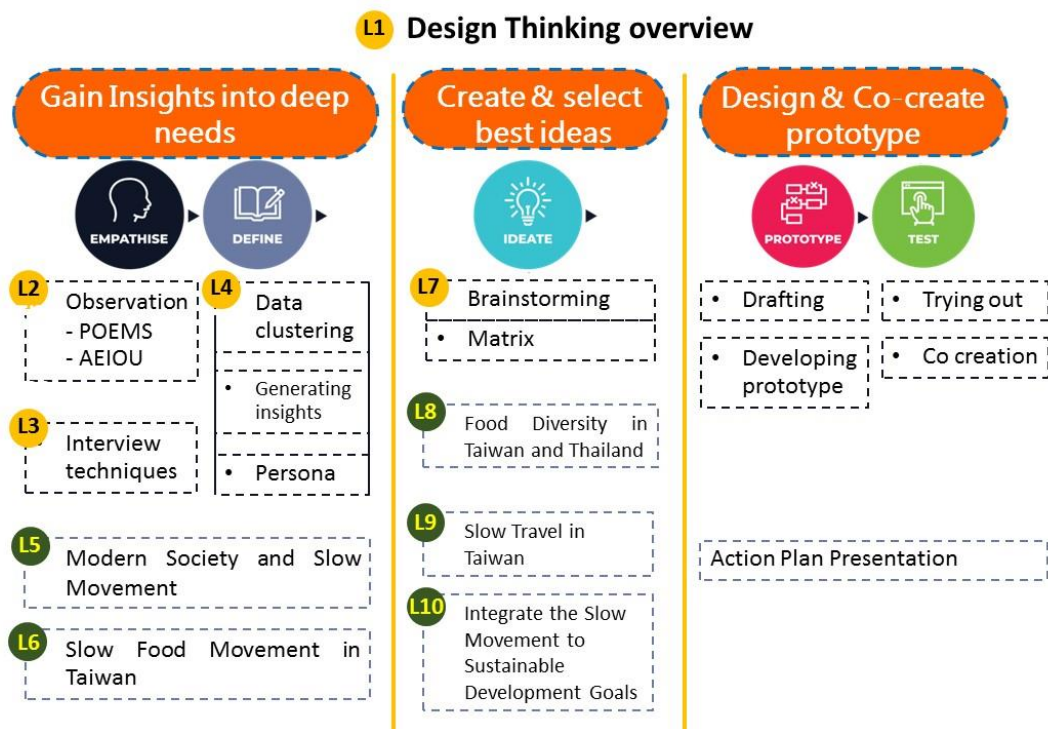 L1 Design Thinking overview
Gain Insights into deep
needs
EMPATHISE
DEFINE
L2
Observation
- POEMS
- AEIOU
L3
Interview
techniques
L4
Data
clustering
• Generating
insights
• Persona
L5
Modern Society and Slow
Movement
L6
Slow Food Movement in
Taiwan
Create & select
best ideas
IDEATE
L7
Brainstorming
• Matrix
L8
Food Diversity in
Taiwan and Thailand
L9
Slow Travel in
Taiwan
L10
Integrate the Slow
Movement to
Sustainable
Development Goals
Design & Co-create
prototype
PROTOTYPE
TEST
• Drafting
• Developing
prototype
• Trying out
• Co creation
Action Plan Presentation